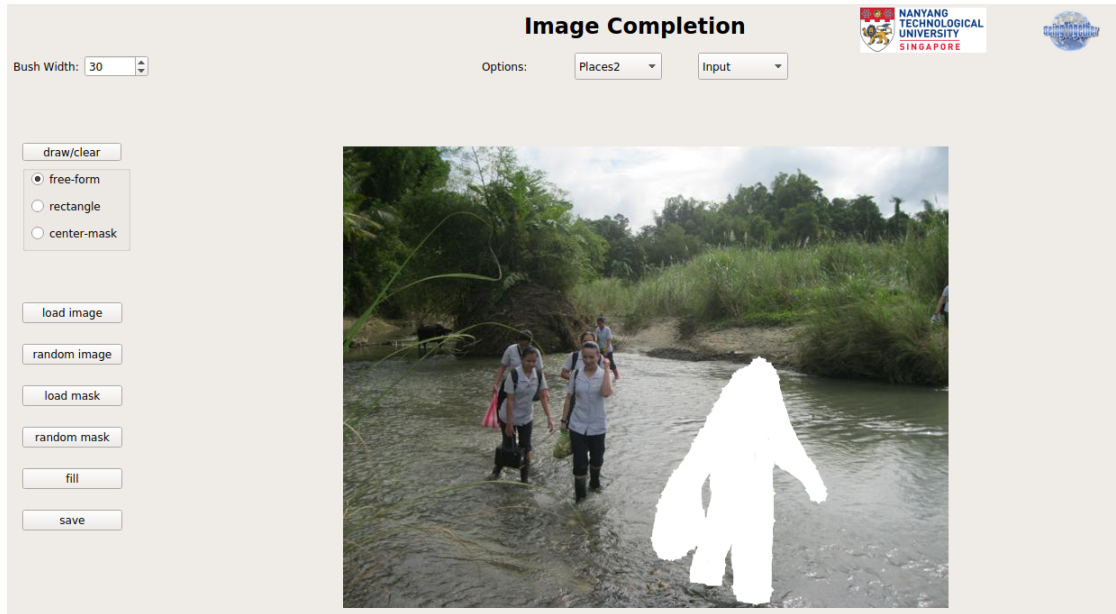 Image Completion
NANYANG
TECHNOLOGICAL
UNIVERSITY
SINGAPORE
BeingTogether
Bush Width: 30
Options: Places2 Input
draw/clear
free-form
rectangle
center-mask
load image
random image
load mask
random mask
fill
save